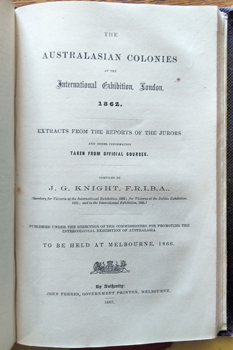 THE
AUSTRALASIAN COLONIES
AT THE
International Exhibition, London,
1862.
EXTRACTS FROM THE REPORTS OF THE JURORS
AND OTHER INFORMATION
TAKEN FROM OFFICIAL SOURCES.
COMPILED BY
J. G. KNIGHT, F.R.I.B.A.,
PUBLISHED UNDER THE DIRECTION OF THE COMMISSIONERS FOR PROMOTING THE
INTERCOLONIAL EXHIBITION OF AUSTRALASIA
TO BE HELD AT MELBOURNE, 1866.
By Authority:
JOHN FERRES, GOVERNMENT PRINTER, MELBOURNE.